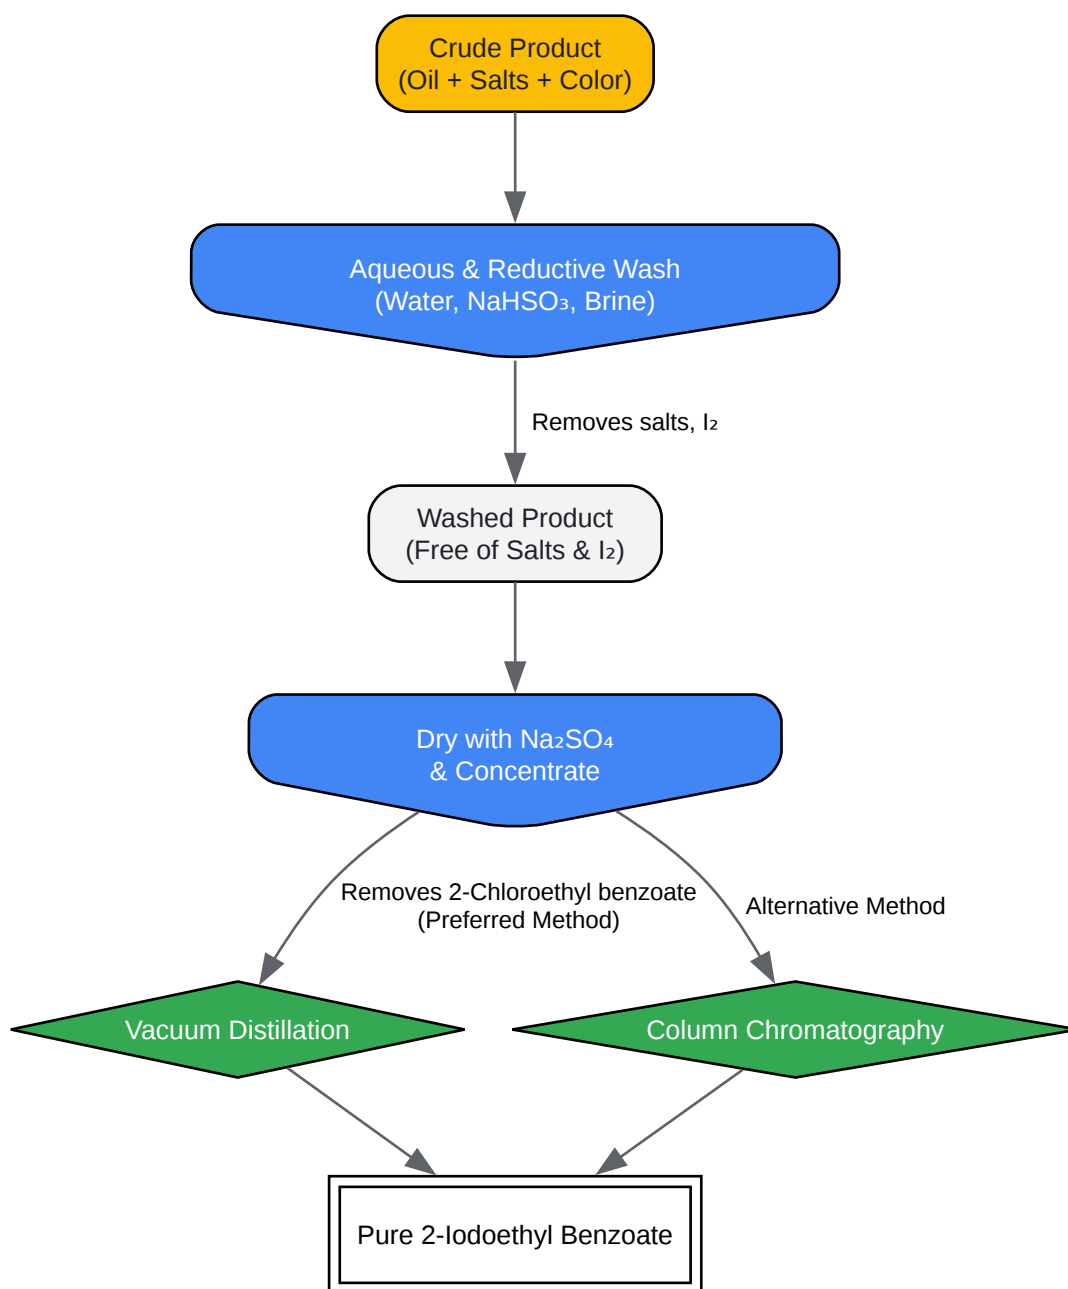 Crude Product
(Oil + Salts + Color)
Aqueous & Reductive Wash
(Water, NaHSO₃, Brine)
Removes salts, I₂
Washed Product
(Free of Salts & I₂)
Dry with Na₂SO₄
& Concentrate
Removes 2-Chloroethyl benzoate
(Preferred Method)
Alternative Method
Vacuum Distillation
Column Chromatography
Pure 2-Iodoethyl Benzoate